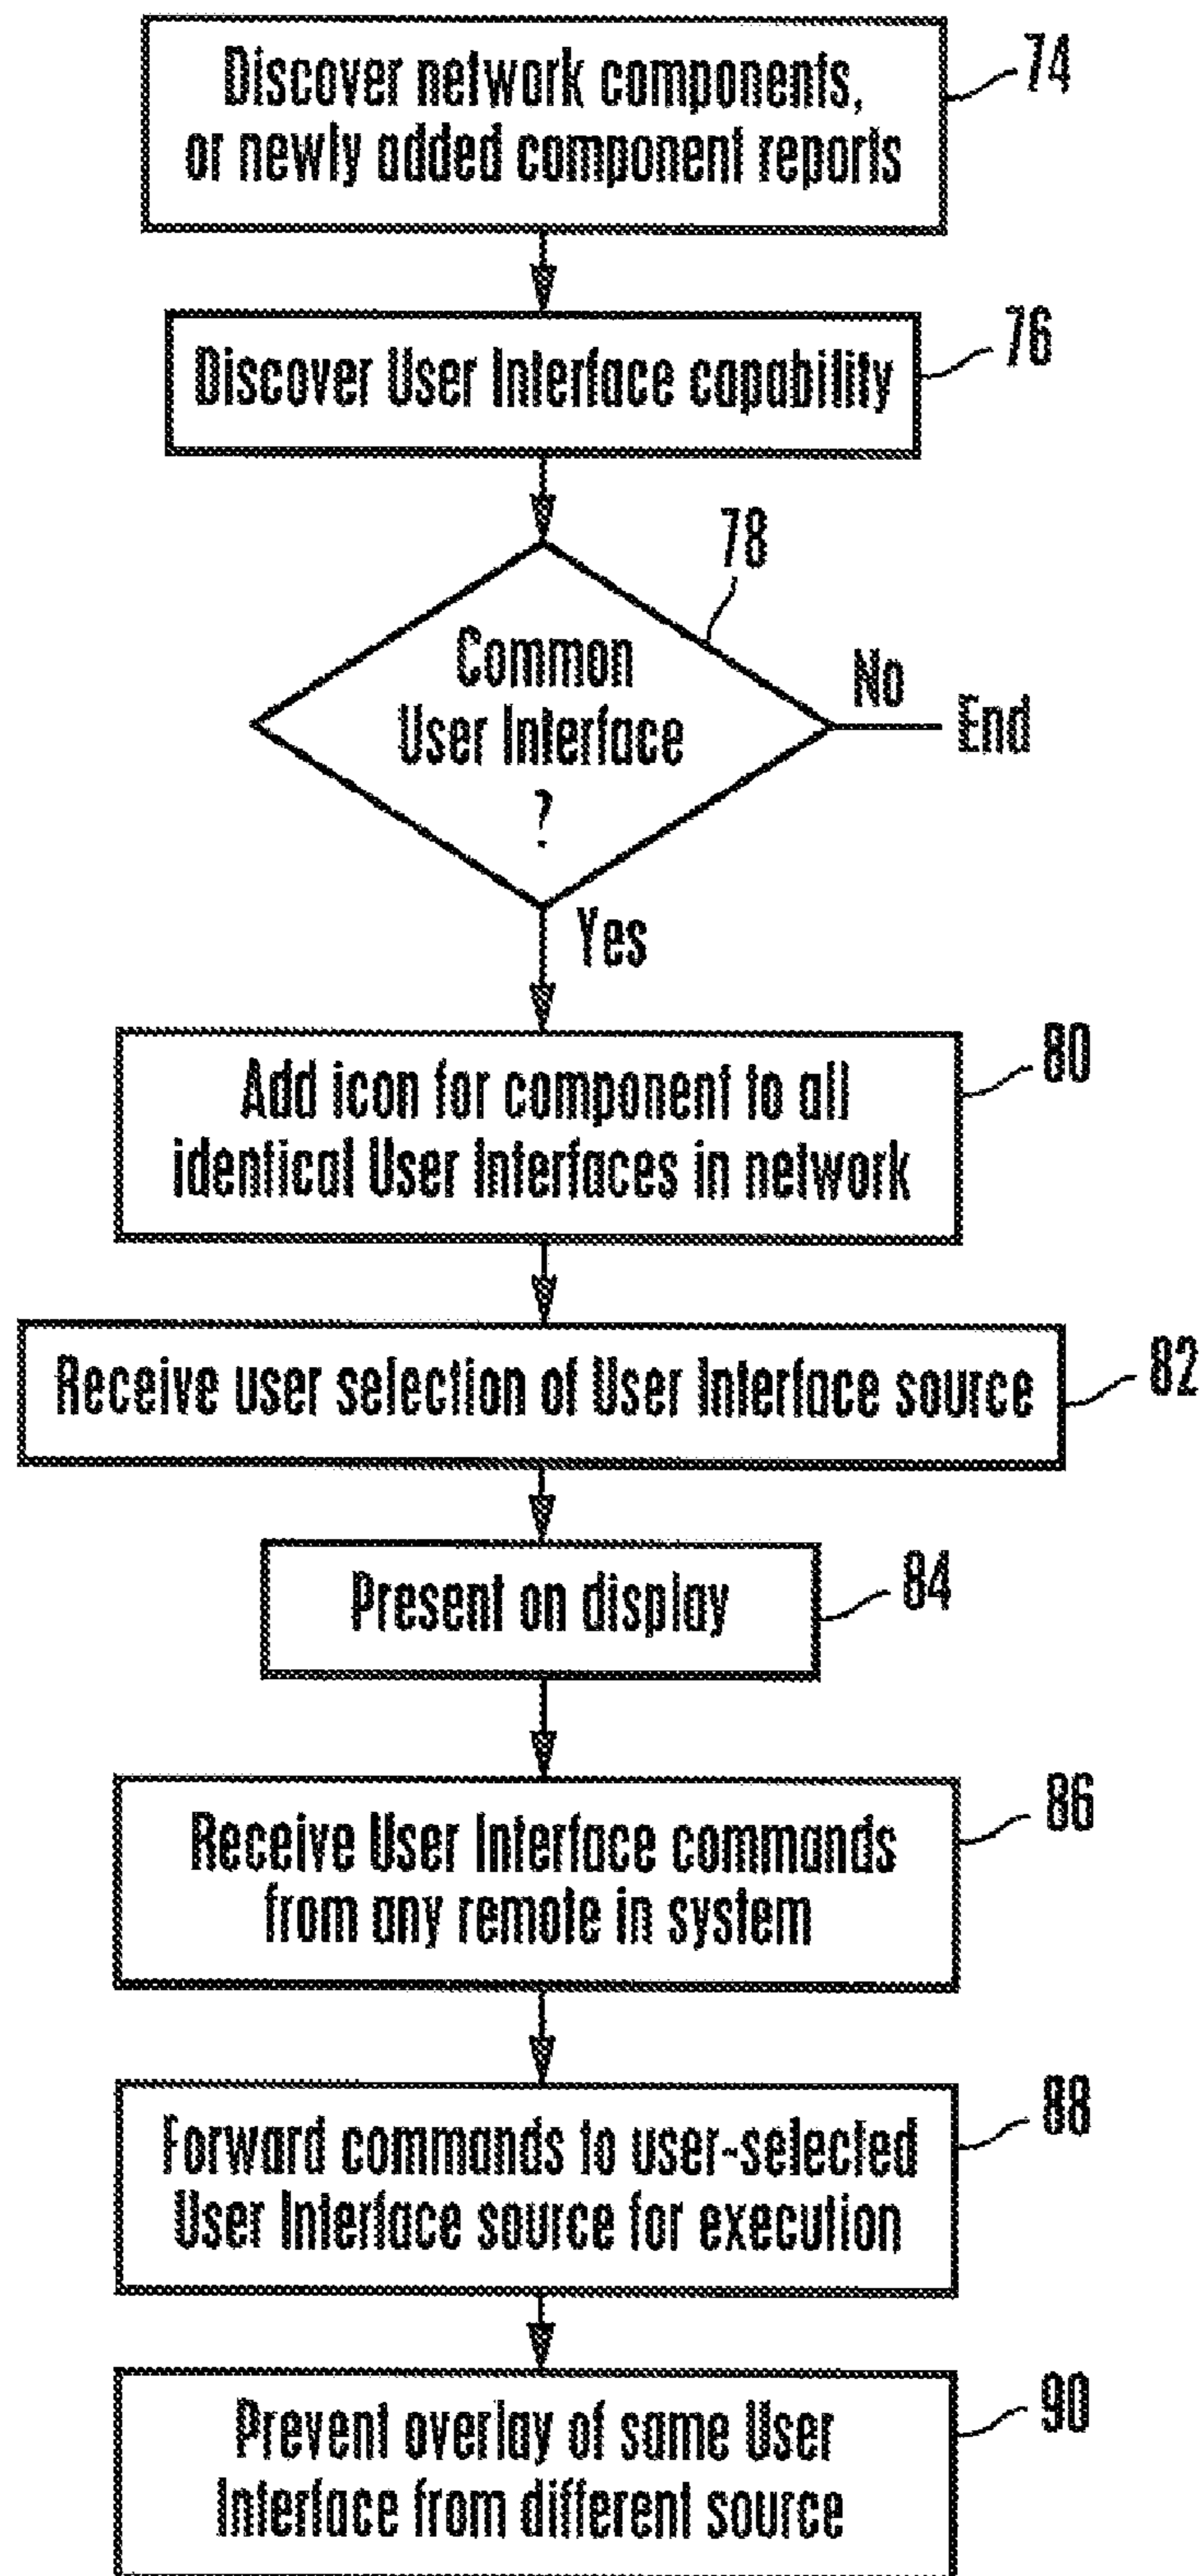 Discover network components,
or newly added component reports
74
Discover User Interface capability
76
78
Common
User Interface
?
No
End
Yes
Add icon for component to all
identical User Interfaces in network
80
Receive user selection of User Interface source
82
Present on display
84
Receive User Interface commands
from any remote in system
86
Forward commands to user-selected
User Interface source for execution
88
Prevent overlay of same User
Interface from different source
90